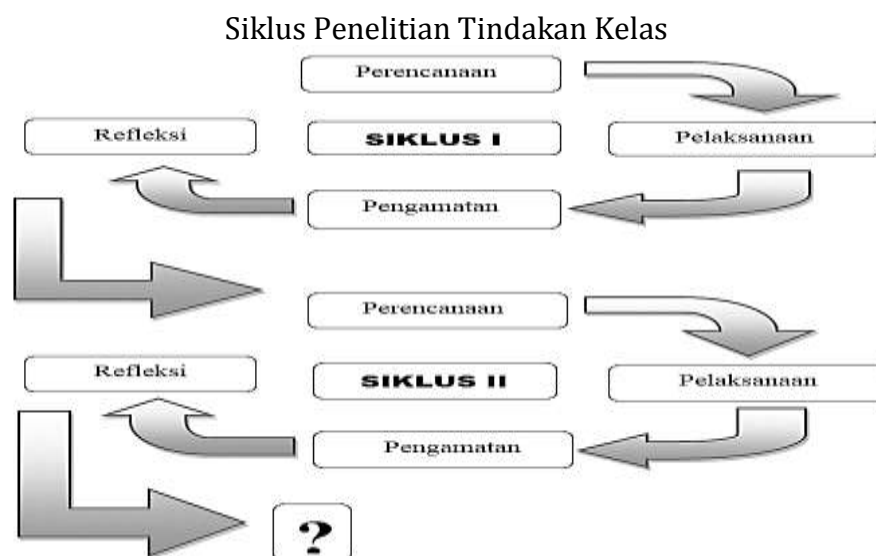 Siklus Penelitian Tindakan Kelas
Perencanaan
Refleksi
SIKLUS I
Pelaksanaan
Pengamatan
Perencanaan
Refleksi
SIKLUS II
Pelaksanaan
Pengamatan
?